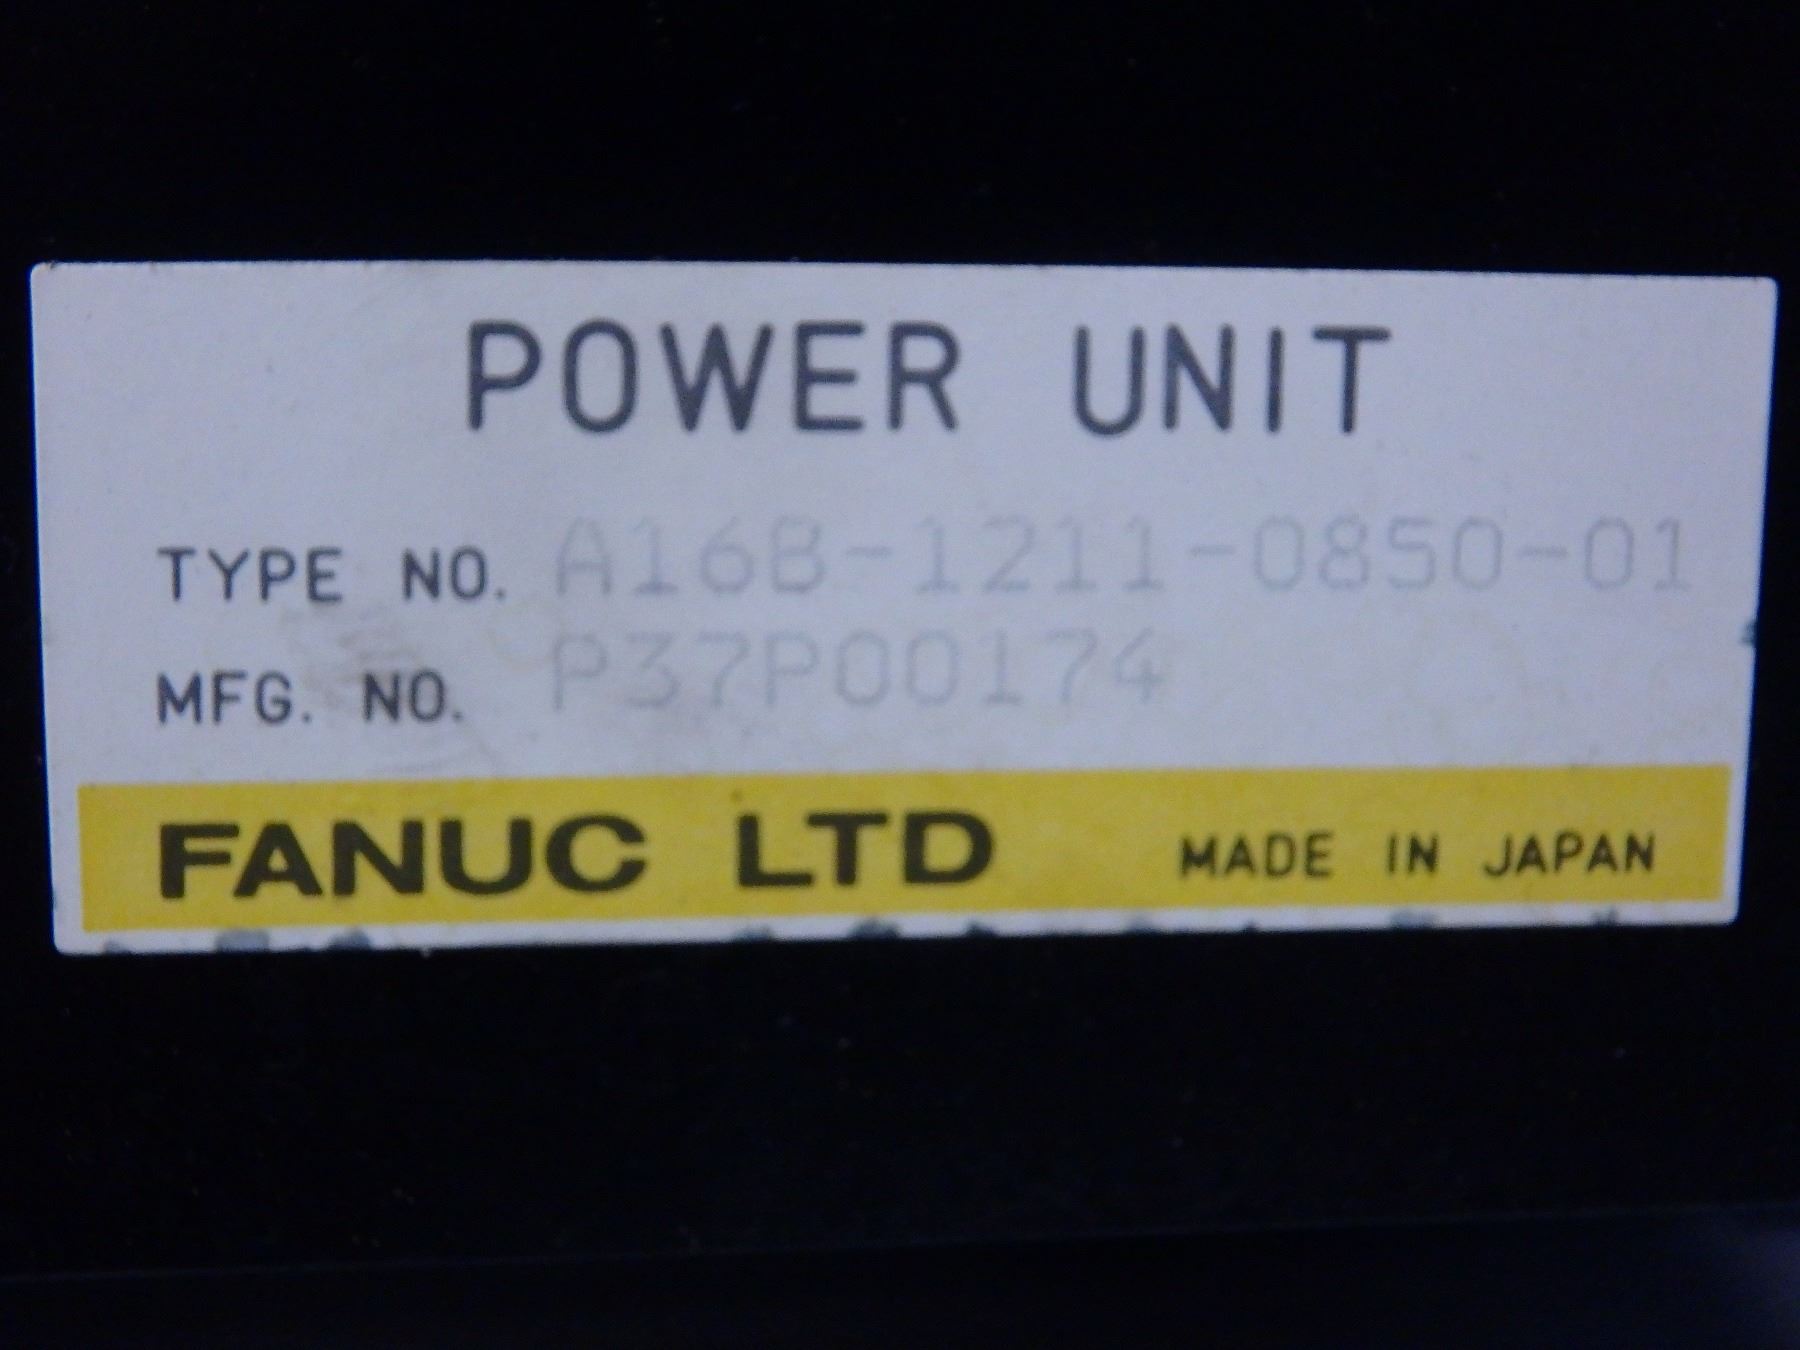 POWER UNIT
TYPE NO. A16B-1211-0850-01
MFG. NO. P37P00174
FANUC LTD MADE IN JAPAN